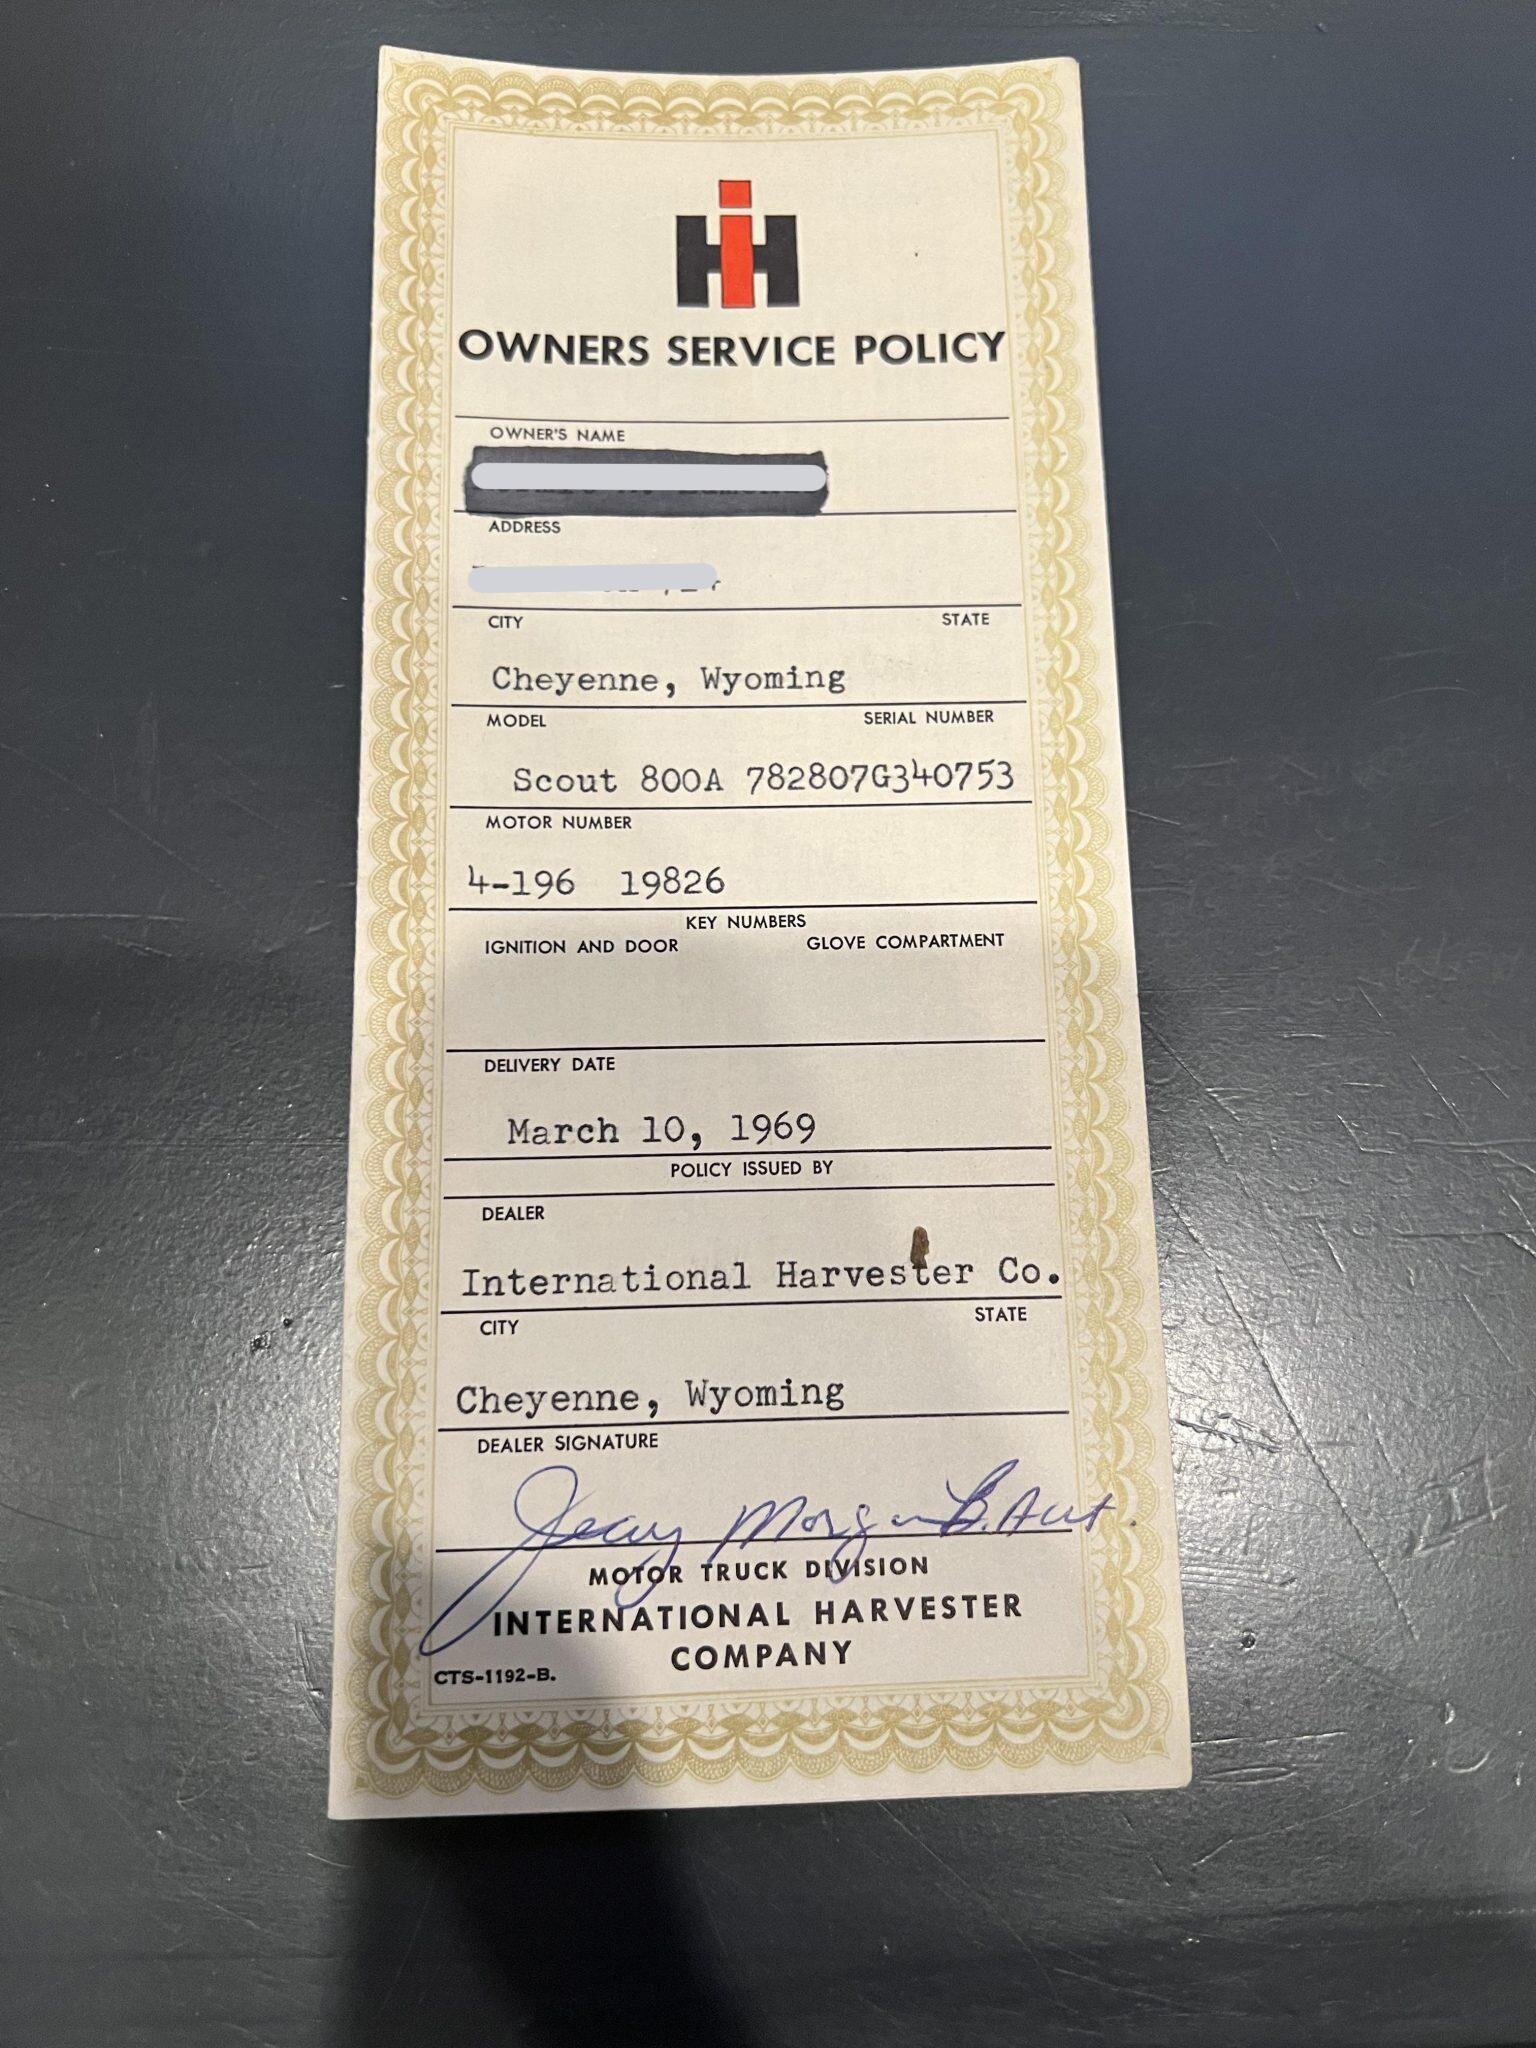 IH
OWNERS SERVICE POLICY
OWNER'S NAME
ADDRESS
CITY STATE
Cheyenne, Wyoming
MODEL SERIAL NUMBER
Scout 800A 782807G340753
MOTOR NUMBER
4-196 19826
KEY NUMBERS
IGNITION AND DOOR GLOVE COMPARTMENT
DELIVERY DATE
March 10, 1969
POLICY ISSUED BY
DEALER
International Harvester Co.
CITY STATE
Cheyenne, Wyoming
DEALER SIGNATURE
Morgan
MOTOR TRUCK DIVISION
INTERNATIONAL HARVESTER
COMPANY
CTS-1192-B.